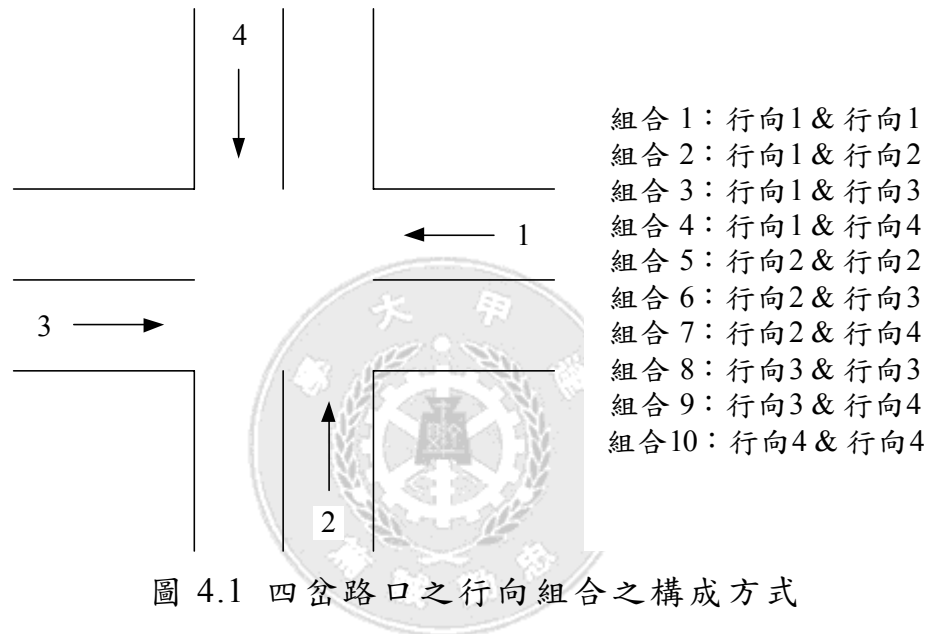 4
組合 1：行向1 & 行向1
組合 2：行向1 & 行向2
組合 3：行向1 & 行向3
組合 4：行向1 & 行向4
組合 5：行向2 & 行向2
組合 6：行向2 & 行向3
組合 7：行向2 & 行向4
組合 8：行向3 & 行向3
組合 9：行向3 & 行向4
組合10：行向4 & 行向4
1
3
2
大甲
圖 4.1 四岔路口之行向組合之構成方式